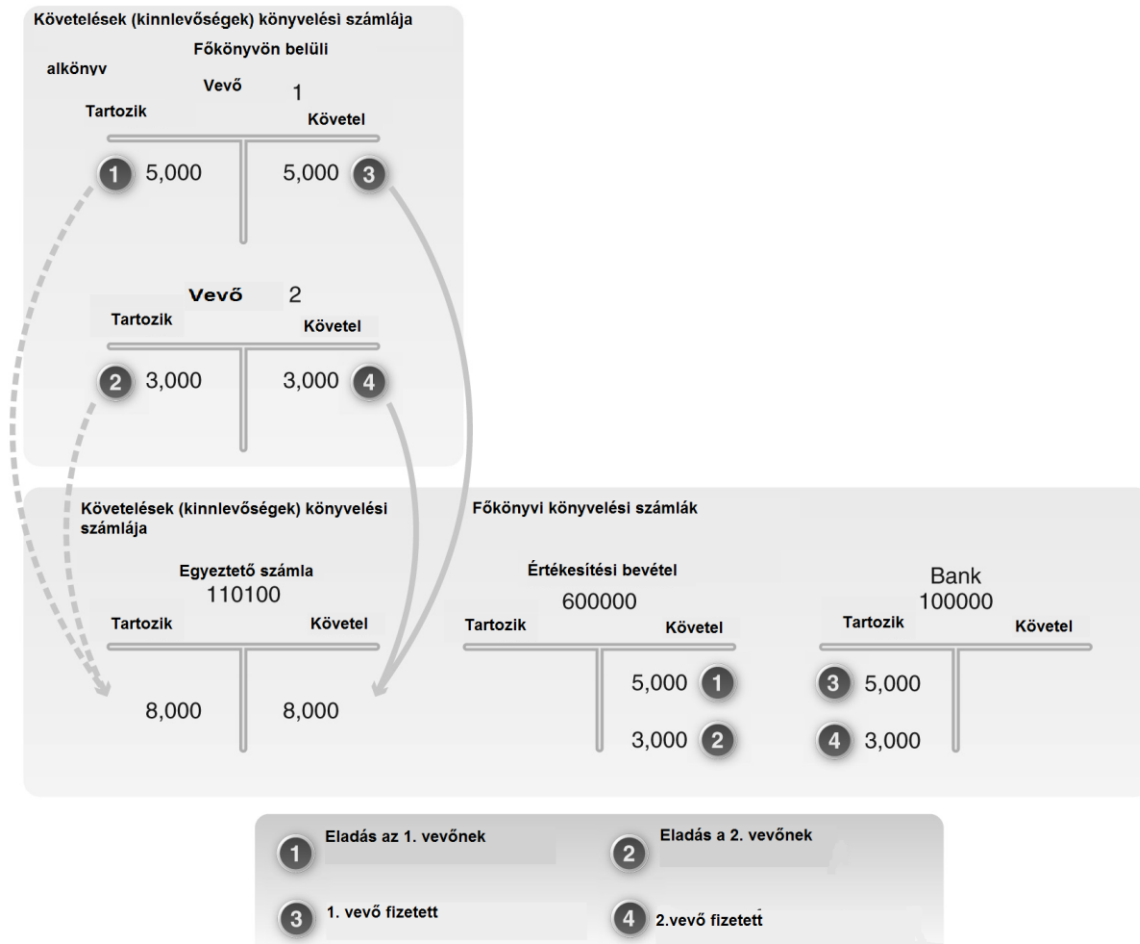 Követelések (kinnlevőségek) könyvelési számlája
Főkönyvön belüli
alkönyv
Vevő 1
Tartozik Követel
1 5,000 5,000 3
Vevő 2
Tartozik Követel
2 3,000 3,000 4
Követelések (kinnlevőségek) könyvelési
számlája
Egyeztető számla
110100
Tartozik Követel
8,000 8,000
Főkönyvi könyvelési számlák
Értékesítési bevétel
600000
Tartozik Követel
5,000 1
3,000 2
Bank
100000
Tartozik Követel
3 5,000
4 3,000
1 Eladás az 1. vevőnek
2 Eladás a 2. vevőnek
3 1. vevő fizetett
4 2.vevő fizetett